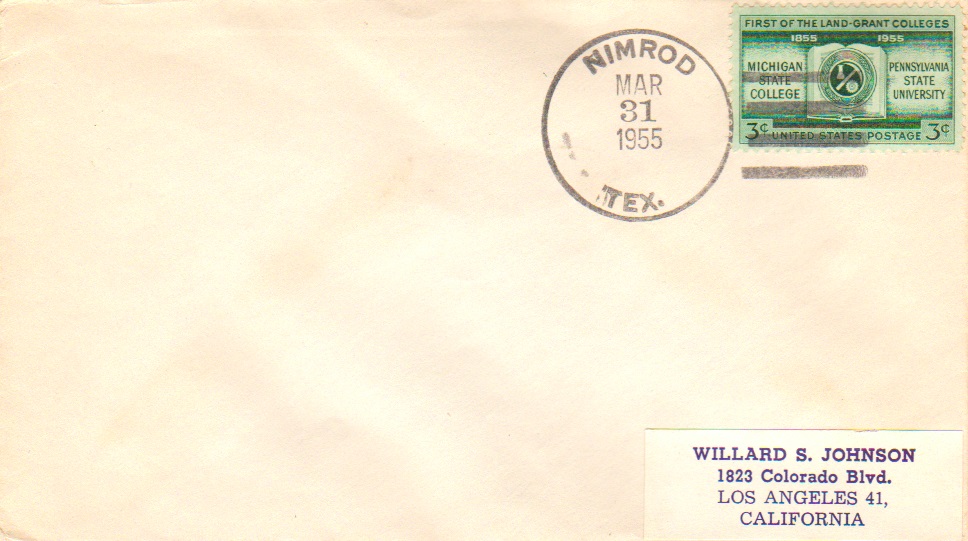 NIMROD
MAR
31
1955
TEX.
FIRST OF THE LAND-GRANT COLLEGES
1855 1955
MICHIGAN STATE COLLEGE
PENNSYLVANIA STATE UNIVERSITY
3¢ UNITED STATES POSTAGE 3¢
WILLARD S. JOHNSON
1823 Colorado Blvd.
LOS ANGELES 41,
CALIFORNIA